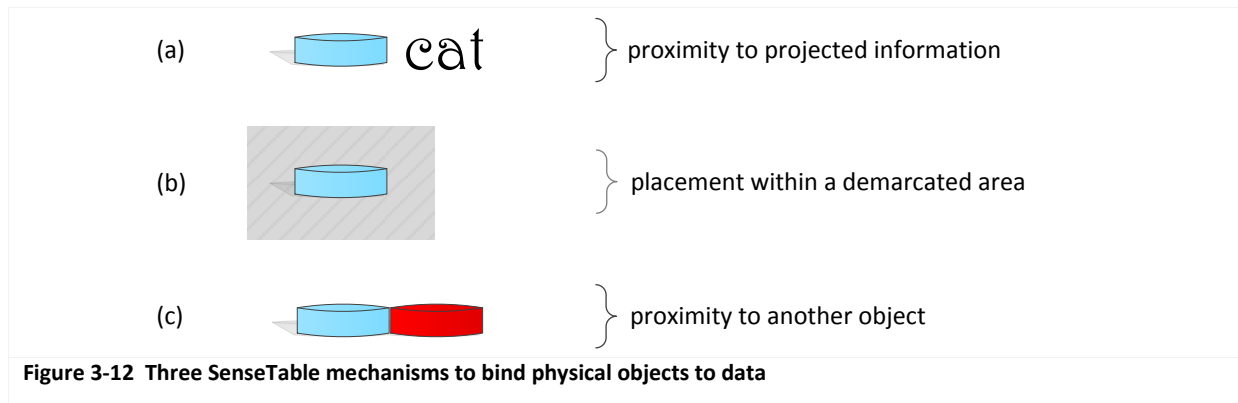 (a) cat proximity to projected information
(b) placement within a demarcated area
(c) proximity to another object
Figure 3-12 Three SenseTable mechanisms to bind physical objects to data